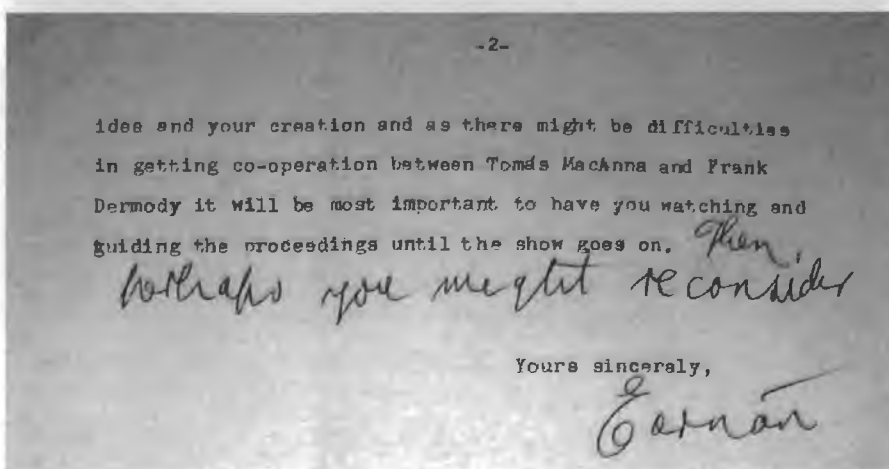 -2-
idea and your creation and as there might be difficulties
in getting co-operation between Tomás MacAnna and Frank
Dermody it will be most important to have you watching and
guiding the proceedings until the show goes on. Then,
perhaps you might reconsider
Yours sincerely,
Earnán